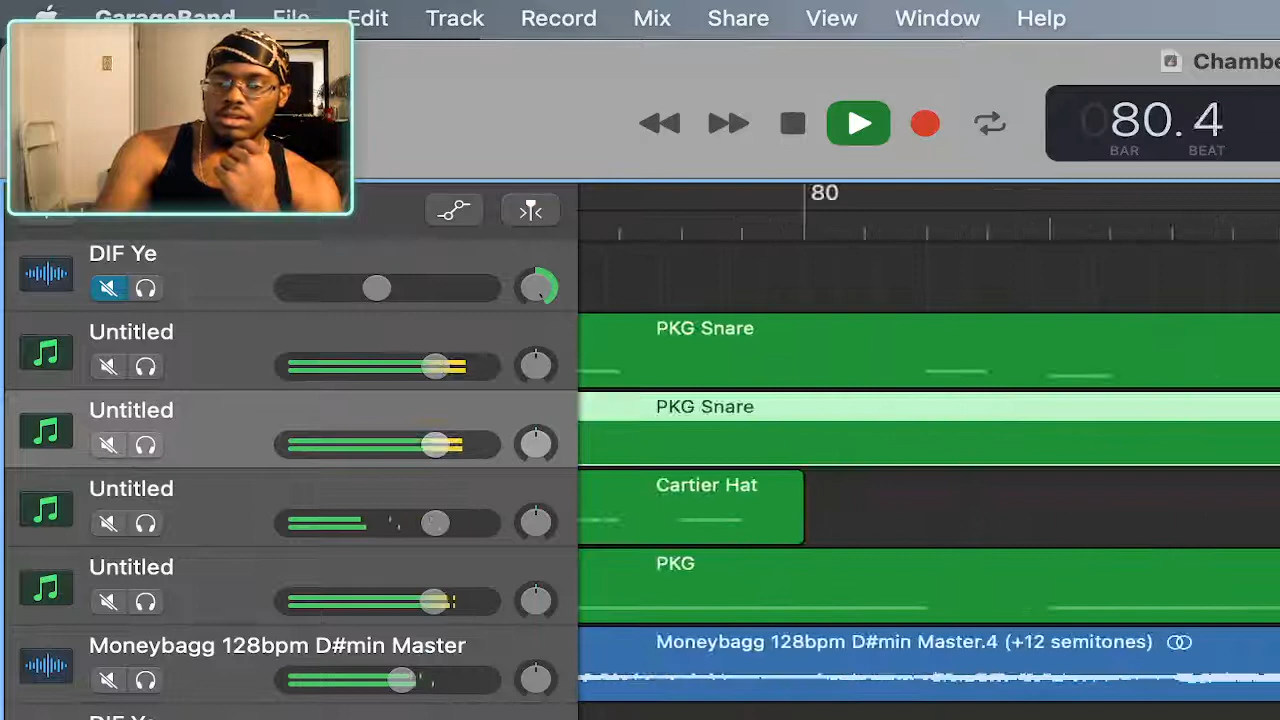 GarageBand File Edit Track Record Mix Share View Window Help
Chambe
080.4
BAR BEAT
80
DIF Ye
Untitled
PKG Snare
Untitled
PKG Snare
Untitled
Cartier Hat
Untitled
PKG
Moneybagg 128bpm D#min Master
Moneybagg 128bpm D#min Master.4 (+12 semitones)
DIF Ye